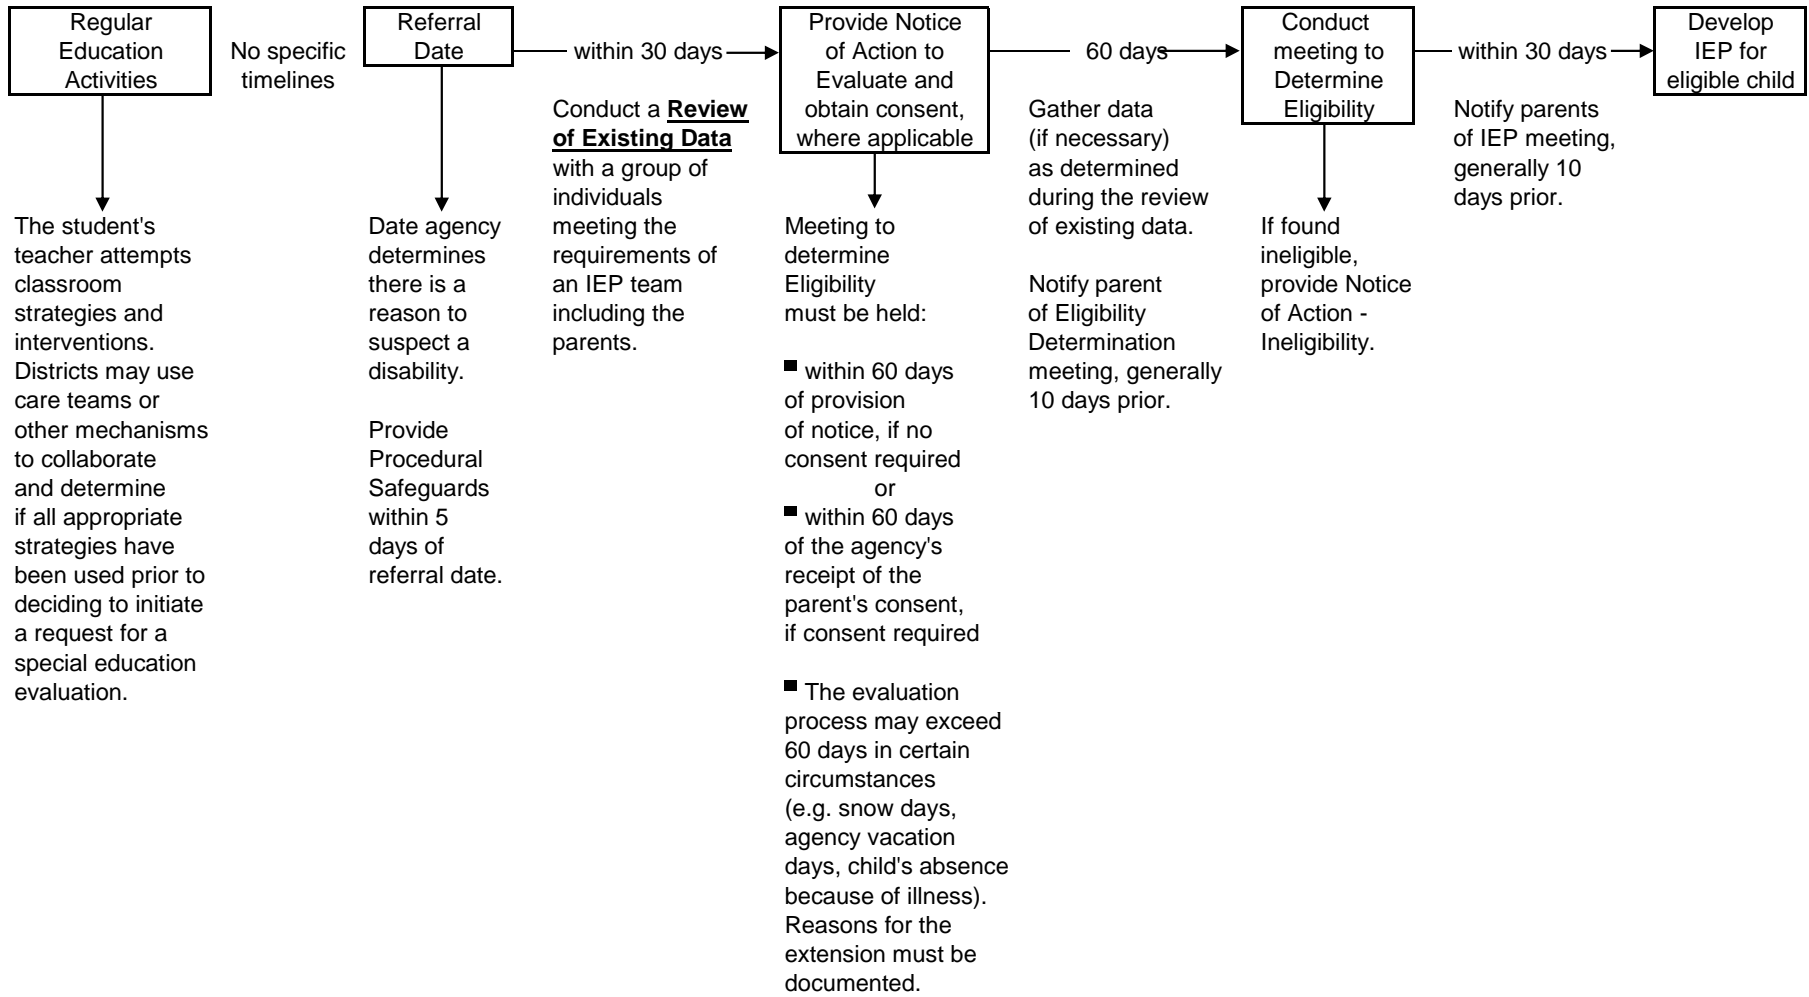 Regular
Education
Activities
No specific
timelines
Referral
Date
within 30 days
Provide Notice
of Action to
Evaluate and
obtain consent,
where applicable
60 days
Conduct
meeting to
Determine
Eligibility
within 30 days
Develop
IEP for
eligible child
The student's
teacher attempts
classroom
strategies and
interventions.
Districts may use
care teams or
other mechanisms
to collaborate
and determine
if all appropriate
strategies have
been used prior to
deciding to initiate
a request for a
special education
evaluation.
Date agency
determines
there is a
reason to
suspect a
disability.
Provide
Procedural
Safeguards
within 5
days of
referral date.
Conduct a Review
of Existing Data
with a group of
individuals
meeting the
requirements of
an IEP team
including the
parents.
Meeting to
determine
Eligibility
must be held:
▪ within 60 days
of provision
of notice, if no
consent required
or
▪ within 60 days
of the agency's
receipt of the
parent's consent,
if consent required
▪ The evaluation
process may exceed
60 days in certain
circumstances
(e.g. snow days,
agency vacation
days, child's absence
because of illness).
Reasons for the
extension must be
documented.
Gather data
(if necessary)
as determined
during the review
of existing data.
Notify parent
of Eligibility
Determination
meeting, generally
10 days prior.
If found
ineligible,
provide Notice
of Action -
Ineligibility.
Notify parents
of IEP meeting,
generally 10
days prior.